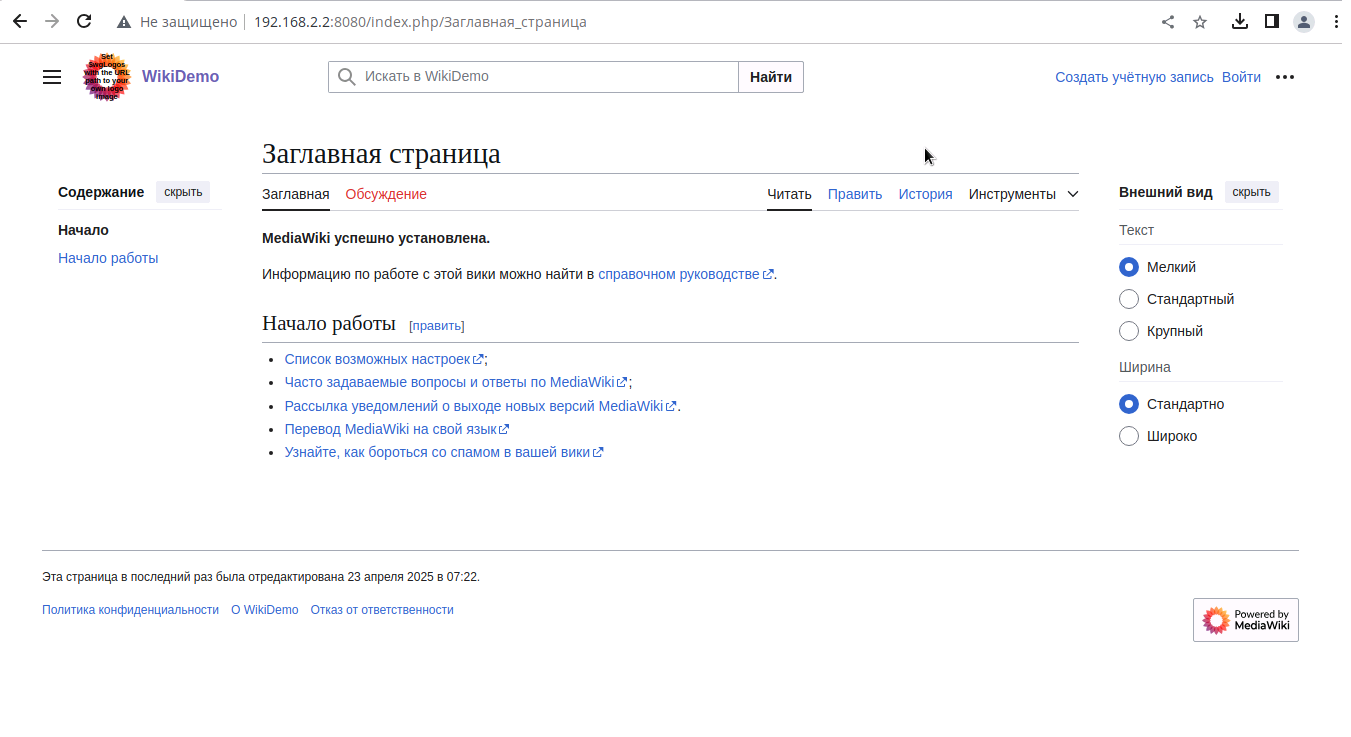 Не защищено 192.168.2.2:8080/index.php/Заглавная_страница
Set
$wgLogos
with the URL
path to your
own logo
image
WikiDemo
Искать в WikiDemo
Найти
Создать учётную запись Войти
Заглавная страница
Содержание скрыть
Начало
Начало работы
Заглавная Обсуждение Читать Править История Инструменты
MediaWiki успешно установлена.
Информацию по работе с этой вики можно найти в справочном руководстве.
Начало работы [править]
Список возможных настроек;
Часто задаваемые вопросы и ответы по MediaWiki;
Рассылка уведомлений о выходе новых версий MediaWiki.
Перевод MediaWiki на свой язык
Узнайте, как бороться со спамом в вашей вики
Внешний вид скрыть
Текст
Мелкий
Стандартный
Крупный
Ширина
Стандартно
Широко
Эта страница в последний раз была отредактирована 23 апреля 2025 в 07:22.
Политика конфиденциальности О WikiDemo Отказ от ответственности
Powered by
MediaWiki